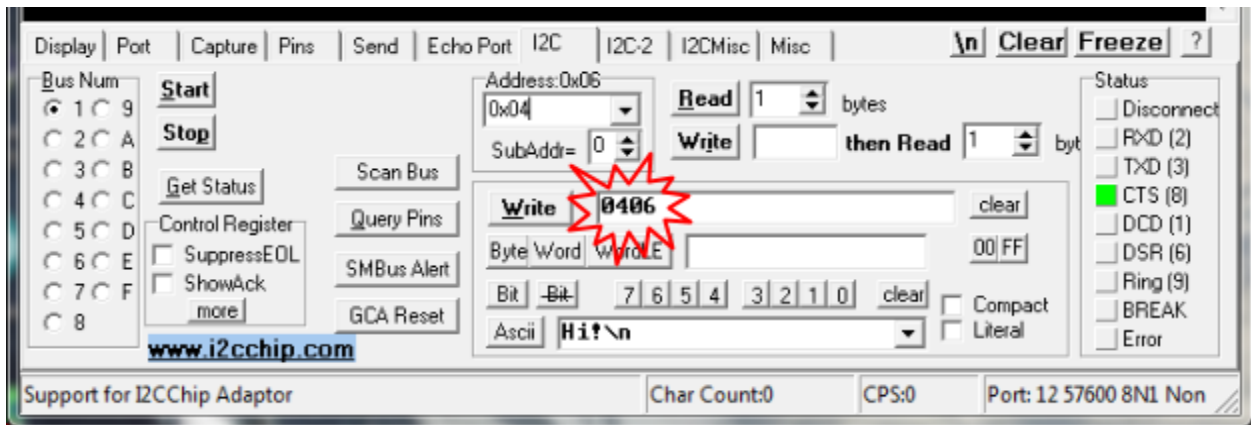 Display Port Capture Pins Send Echo Port I2C I2C-2 I2CMisc Misc \n Clear Freeze ?
Bus Num
1 9
2 A
3 B
4 C
5 D
6 E
7 F
8
Start
Stop
Get Status
Control Register
SuppressEOL
ShowAck
more
www.i2cchip.com
Scan Bus
Query Pins
SMBus Alert
GCA Reset
Address:0x06
0x04
SubAddr= 0
Read 1 bytes
Write then Read 1 byt
Write 0406 clear
Byte Word WordLE 00 FF
Bit Bit 7 6 5 4 3 2 1 0 clear
Ascii Hi!\n
Compact
Literal
Status
Disconnect
RXD (2)
TXD (3)
CTS (8)
DCD (1)
DSR (6)
Ring (9)
BREAK
Error
Support for I2CChip Adaptor Char Count:0 CPS:0 Port: 12 57600 8N1 Non